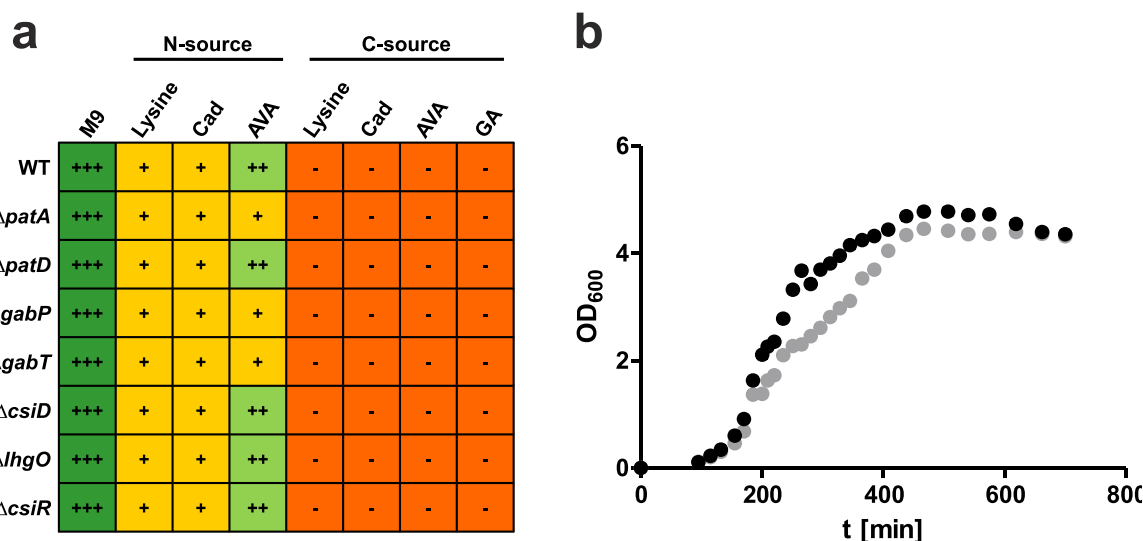 a
N-source C-source
M9 Lysine Cad AVA Lysine Cad AVA GA
WT +++ + + ++ - - - -
ΔpatA +++ + + + - - - -
ΔpatD +++ + + ++ - - - -
gabP +++ + + + - - - -
gabT +++ + + + - - - -
ΔcsiD +++ + + ++ - - - -
ΔlhgO +++ + + ++ - - - -
ΔcsiR +++ + + ++ - - - -
b
OD600
6
4
2
0
0 200 400 600 800
t [min]